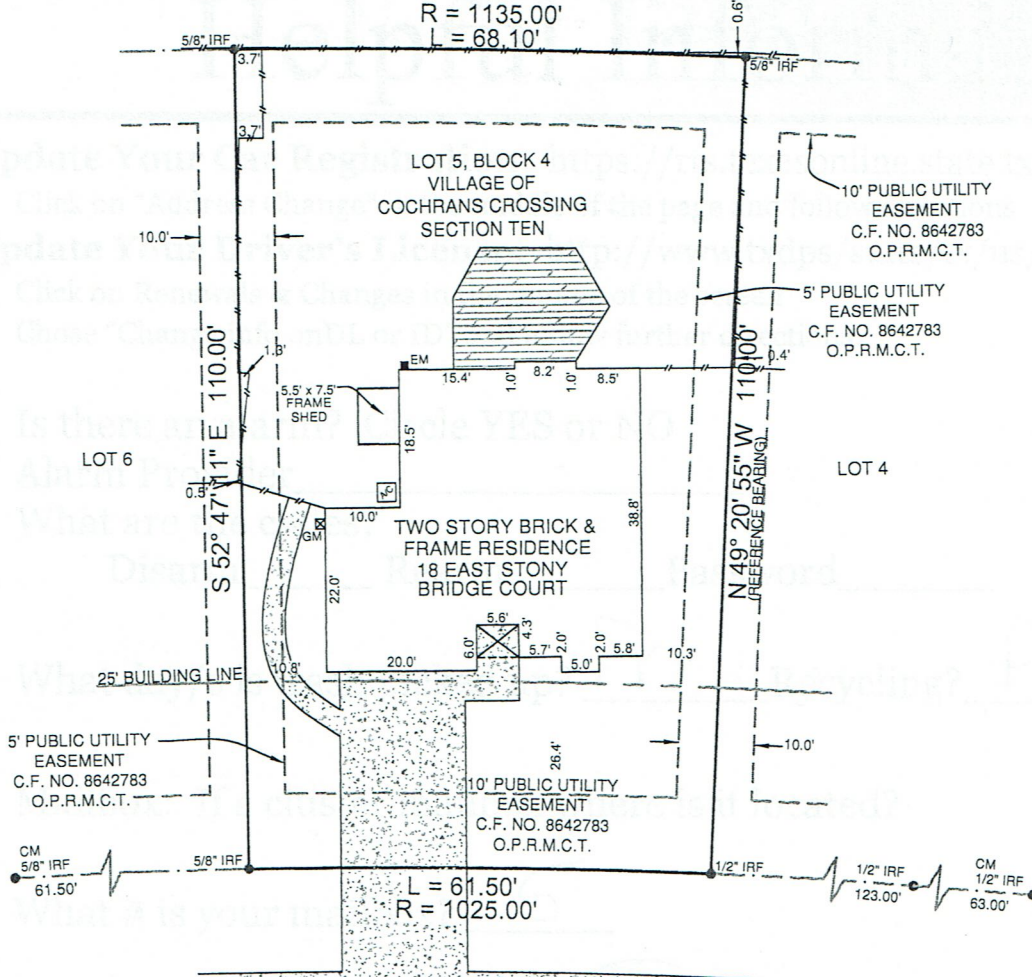 R = 1135.00'
L = 68.10'
0.6'
5/8" IRF
5/8" IRF
3.7'
3.7'
LOT 5, BLOCK 4
VILLAGE OF
COCHRANS CROSSING
SECTION TEN
10' PUBLIC UTILITY
EASEMENT
C.F. NO. 8642783
O.P.R.M.C.T.
10.0'
5' PUBLIC UTILITY
EASEMENT
C.F. NO. 8642783
O.P.R.M.C.T.
S 52° 47' 11" E 110.00'
N 49° 20' 55" W 110.00'
(REFERENCE BEARING)
0.4'
EM
15.4'
1.0'
8.2'
1.0'
8.5'
5.5' x 7.5'
FRAME
SHED
18.5'
LOT 6
LOT 4
0.5'
A/C
10.0'
GM
38.8'
TWO STORY BRICK &
FRAME RESIDENCE
18 EAST STONY
BRIDGE COURT
22.0'
5.6'
4.3'
6.0'
5.7'
2.0'
5.0'
2.0'
5.8'
10.3'
25' BUILDING LINE
10.8'
20.0'
5' PUBLIC UTILITY
EASEMENT
C.F. NO. 8642783
O.P.R.M.C.T.
26.4'
10.0'
10' PUBLIC UTILITY
EASEMENT
C.F. NO. 8642783
O.P.R.M.C.T.
CM
5/8" IRF
61.50'
5/8" IRF
1/2" IRF
1/2" IRF
123.00'
CM
1/2" IRF
63.00'
L = 61.50'
R = 1025.00'